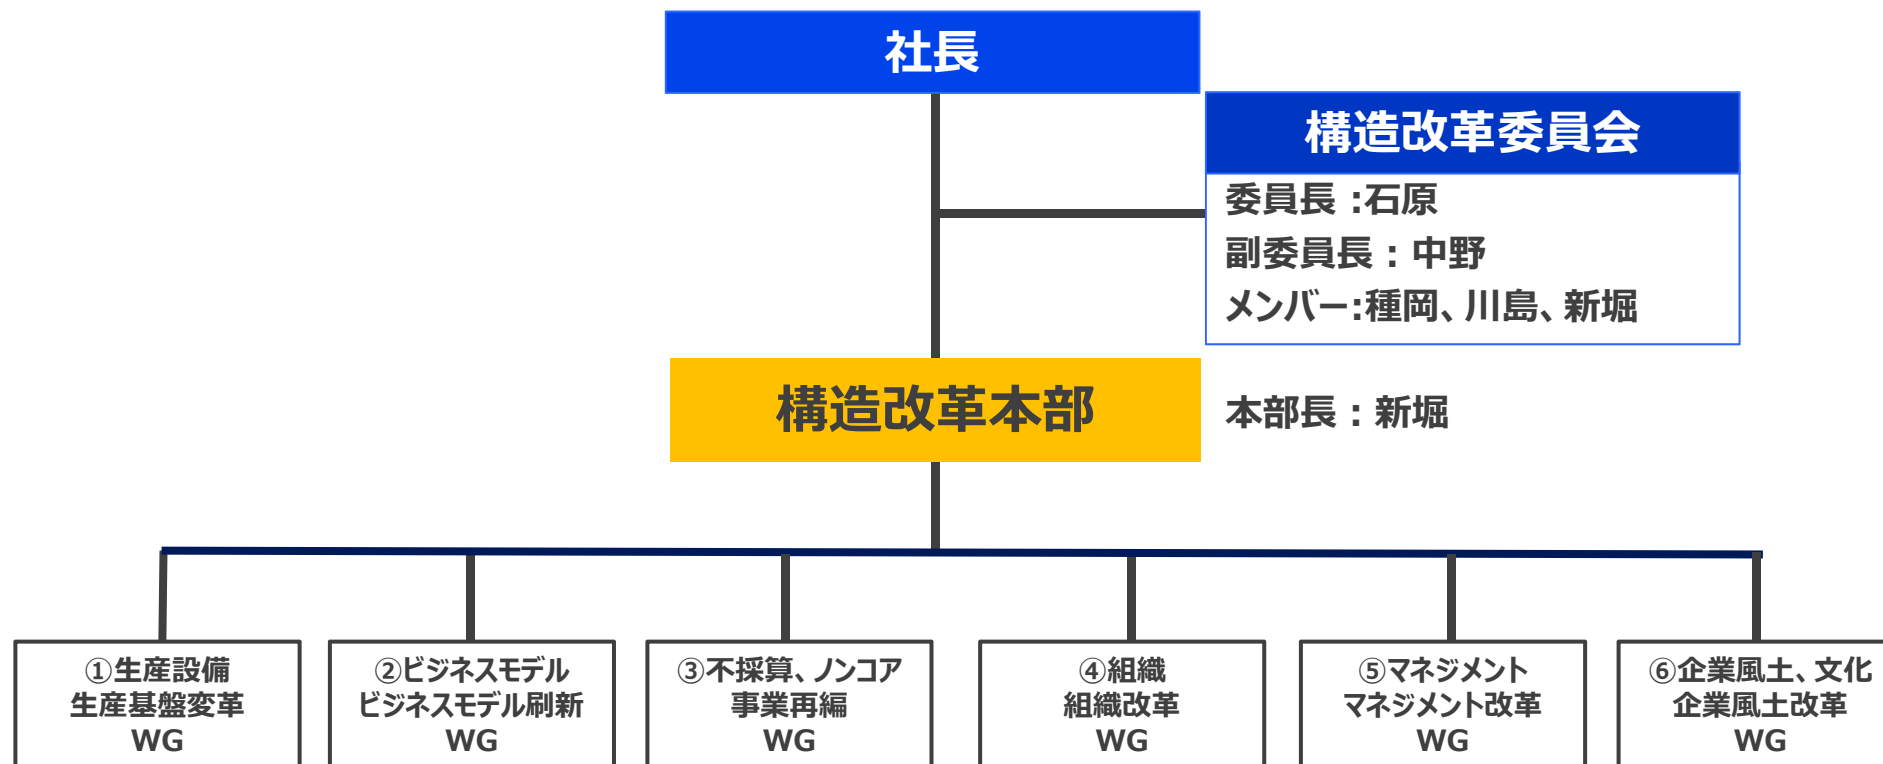 社長
構造改革委員会
委員長：石原
副委員長：中野
メンバー：種岡、川島、新堀
構造改革本部
本部長：新堀
①生産設備
生産基盤変革
WG
②ビジネスモデル
ビジネスモデル刷新
WG
③不採算、ノンコア
事業再編
WG
④組織
組織改革
WG
⑤マネジメント
マネジメント改革
WG
⑥企業風土、文化
企業風土改革
WG